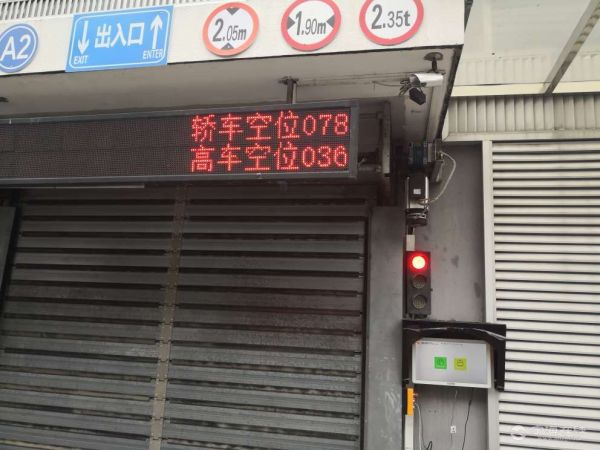 A2
↓出入口↑
EXIT ENTER
2.05m
1.90m
2.35t
轿车空位078
高车空位036